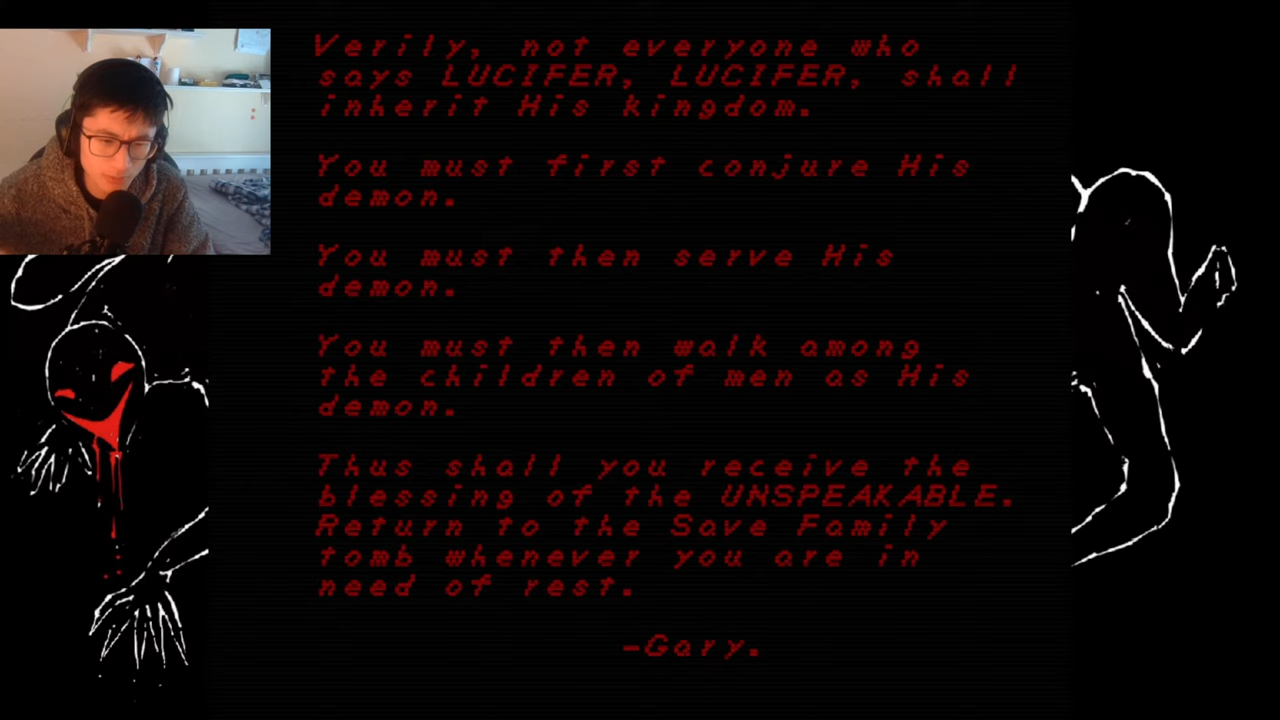 Verily, not everyone who
says LUCIFER, LUCIFER, shall
inherit His kingdom.
You must first conjure His
demon.
You must then serve His
demon.
You must then walk among
the children of men as His
demon.
Thus shall you receive the
blessing of the UNSPEAKABLE.
Return to the Save Family
tomb whenever you are in
need of rest.
-Gary.